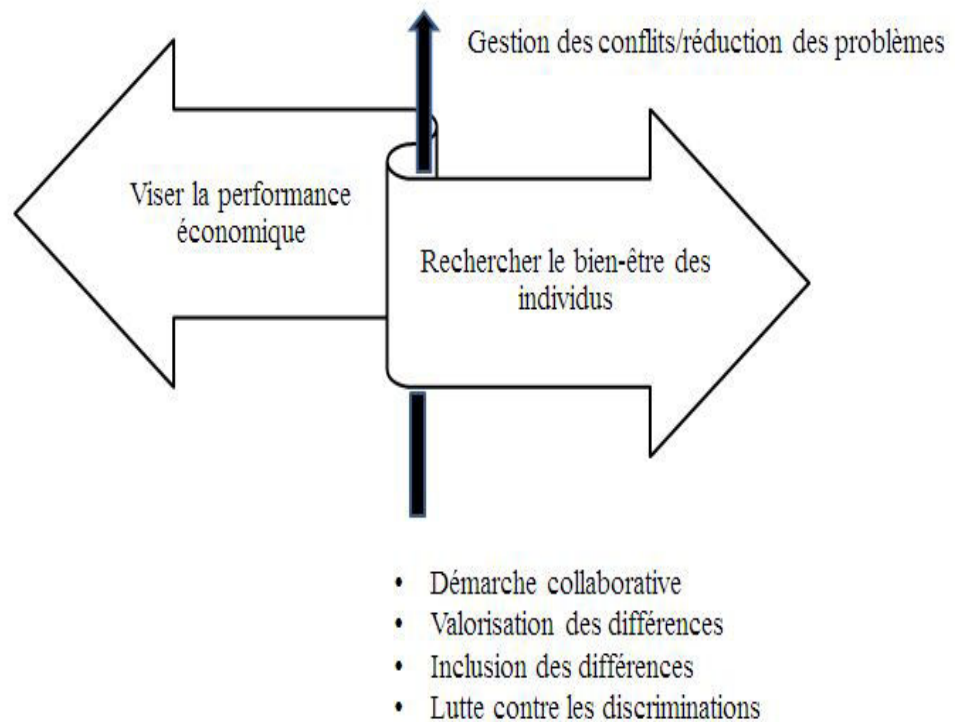 Gestion des conflits/réduction des problèmes
Viser la performance
économique
Rechercher le bien-être des
individus
• Démarche collaborative
• Valorisation des différences
• Inclusion des différences
• Lutte contre les discriminations